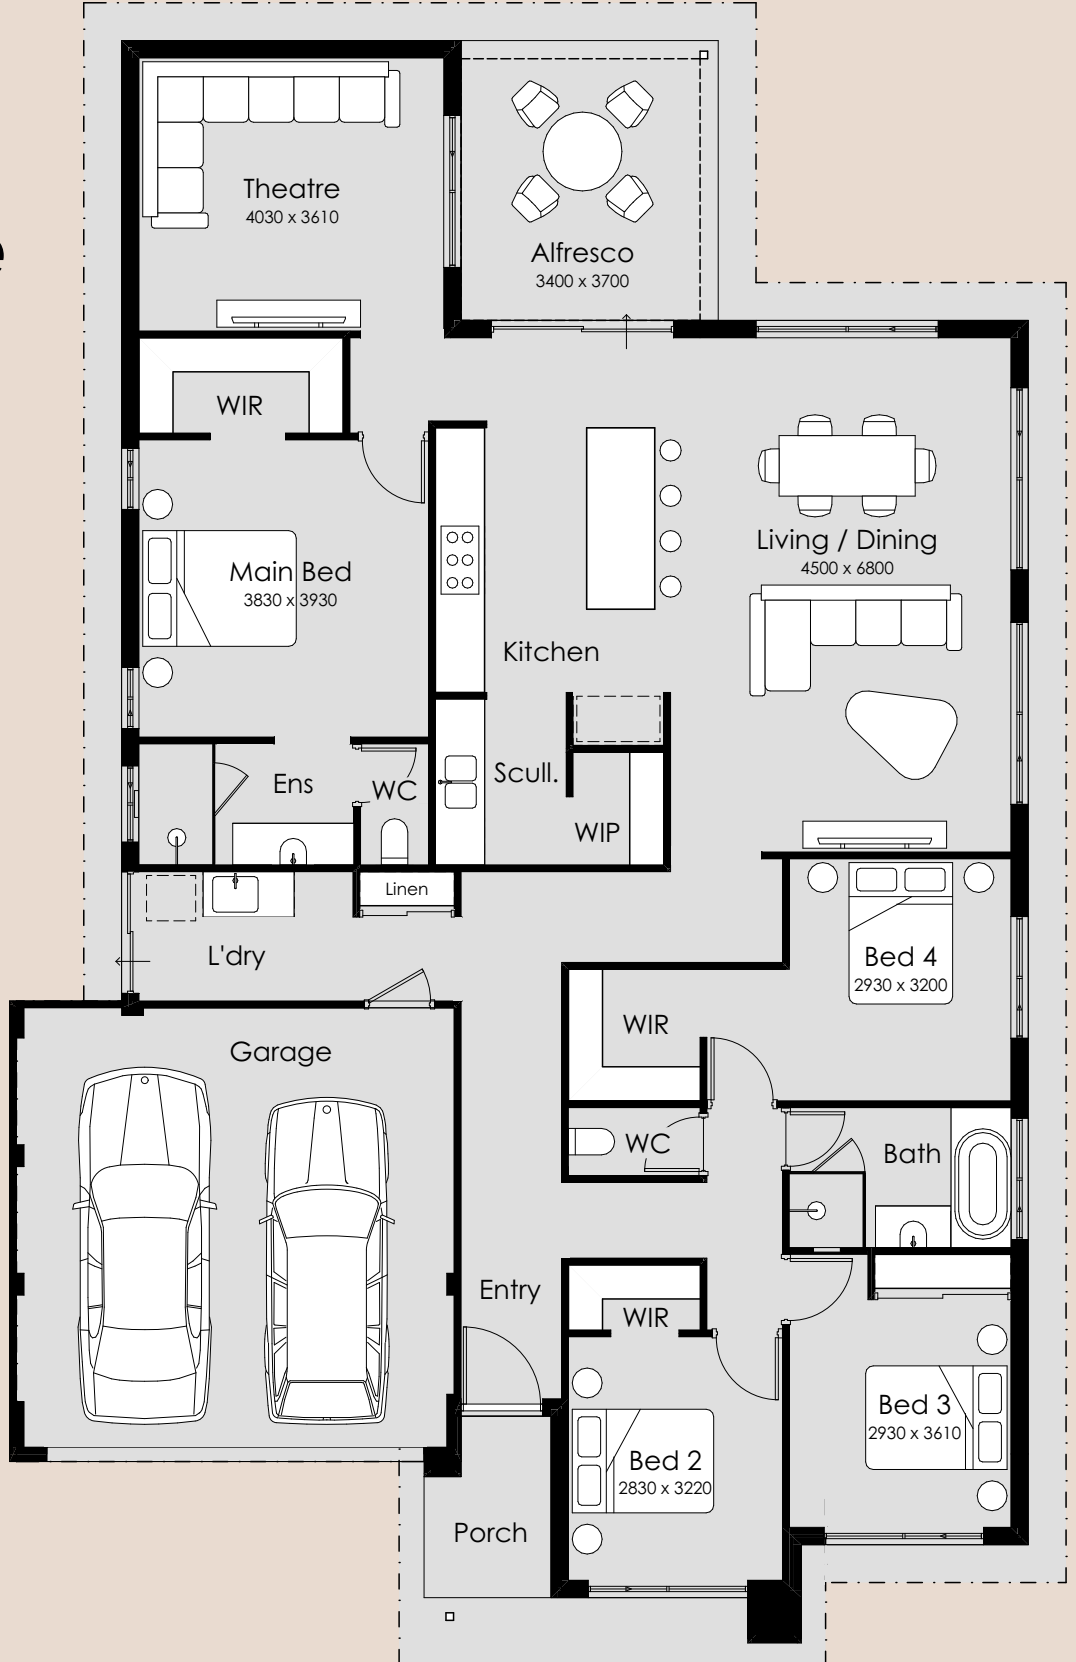 e
Theatre
4030 x 3610
Alfresco
3400 x 3700
WIR
Living / Dining
4500 x 6800
Main Bed
3830 x 3930
Kitchen
Ens
WC
Scull.
WIP
Linen
L'dry
Bed 4
2930 x 3200
WIR
Garage
WC
Bath
Entry
WIR
Bed 3
2930 x 3610
Bed 2
2830 x 3220
Porch